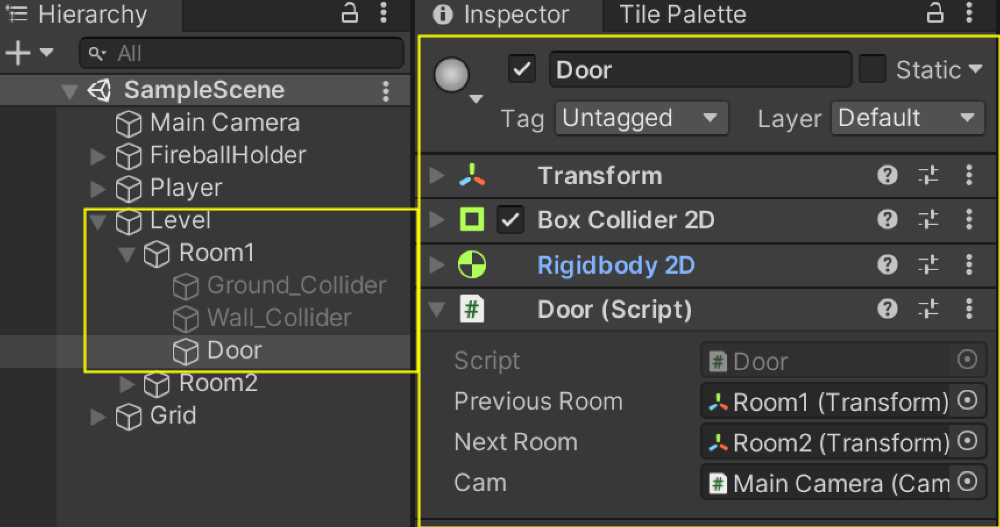 Hierarchy
All
SampleScene
Main Camera
FireballHolder
Player
Level
Room1
Ground_Collider
Wall_Collider
Door
Room2
Grid
Inspector Tile Palette
Door Static
Tag Untagged Layer Default
Transform
Box Collider 2D
Rigidbody 2D
# Door (Script)
Script # Door
Previous Room Room1 (Transform)
Next Room Room2 (Transform)
Cam # Main Camera (Cam